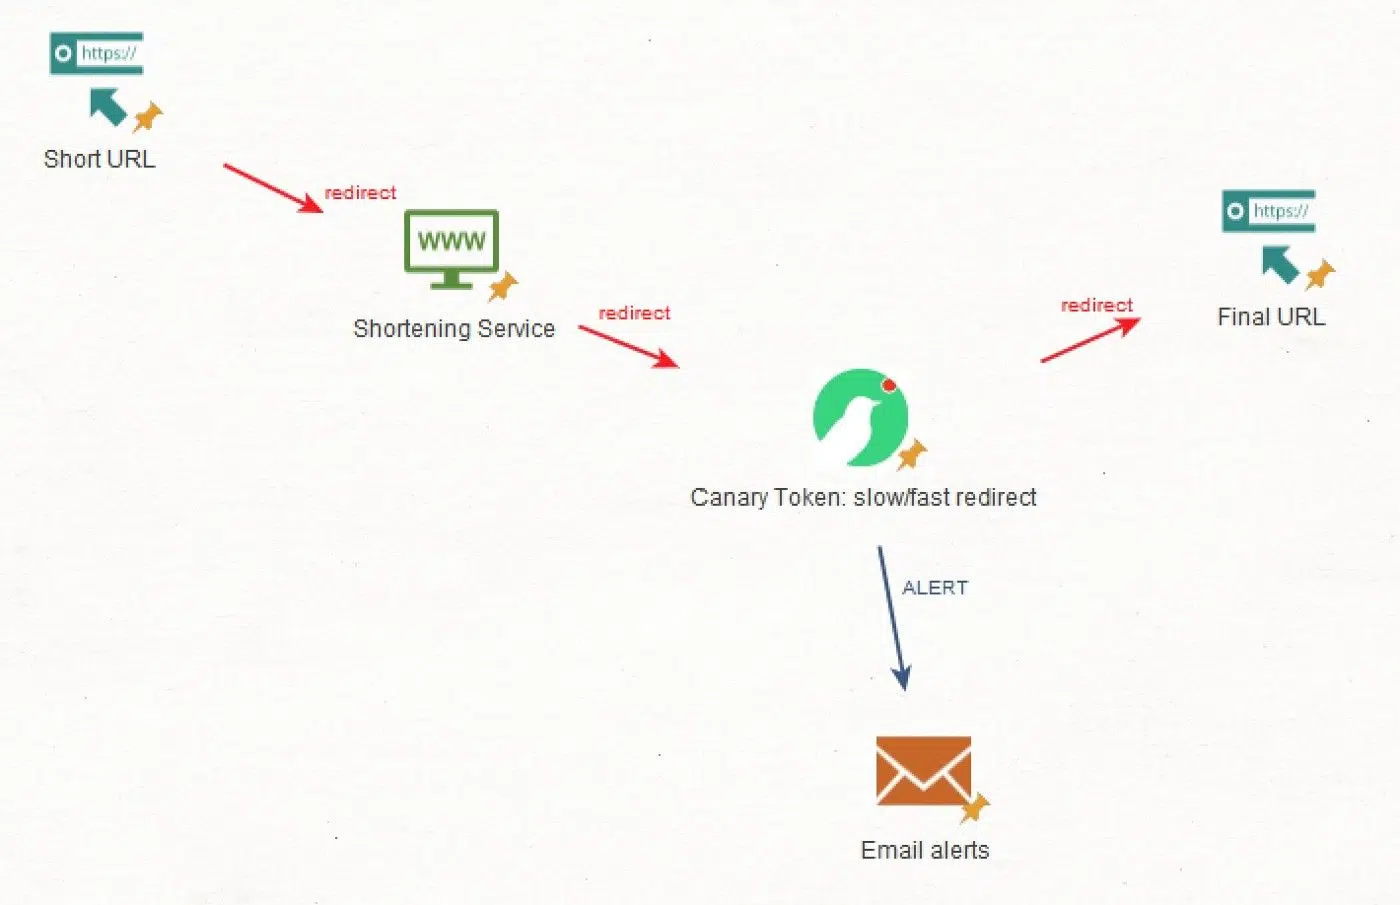 https://
Short URL
redirect
WWW
Shortening Service
redirect
Canary Token: slow/fast redirect
redirect
https://
Final URL
ALERT
Email alerts